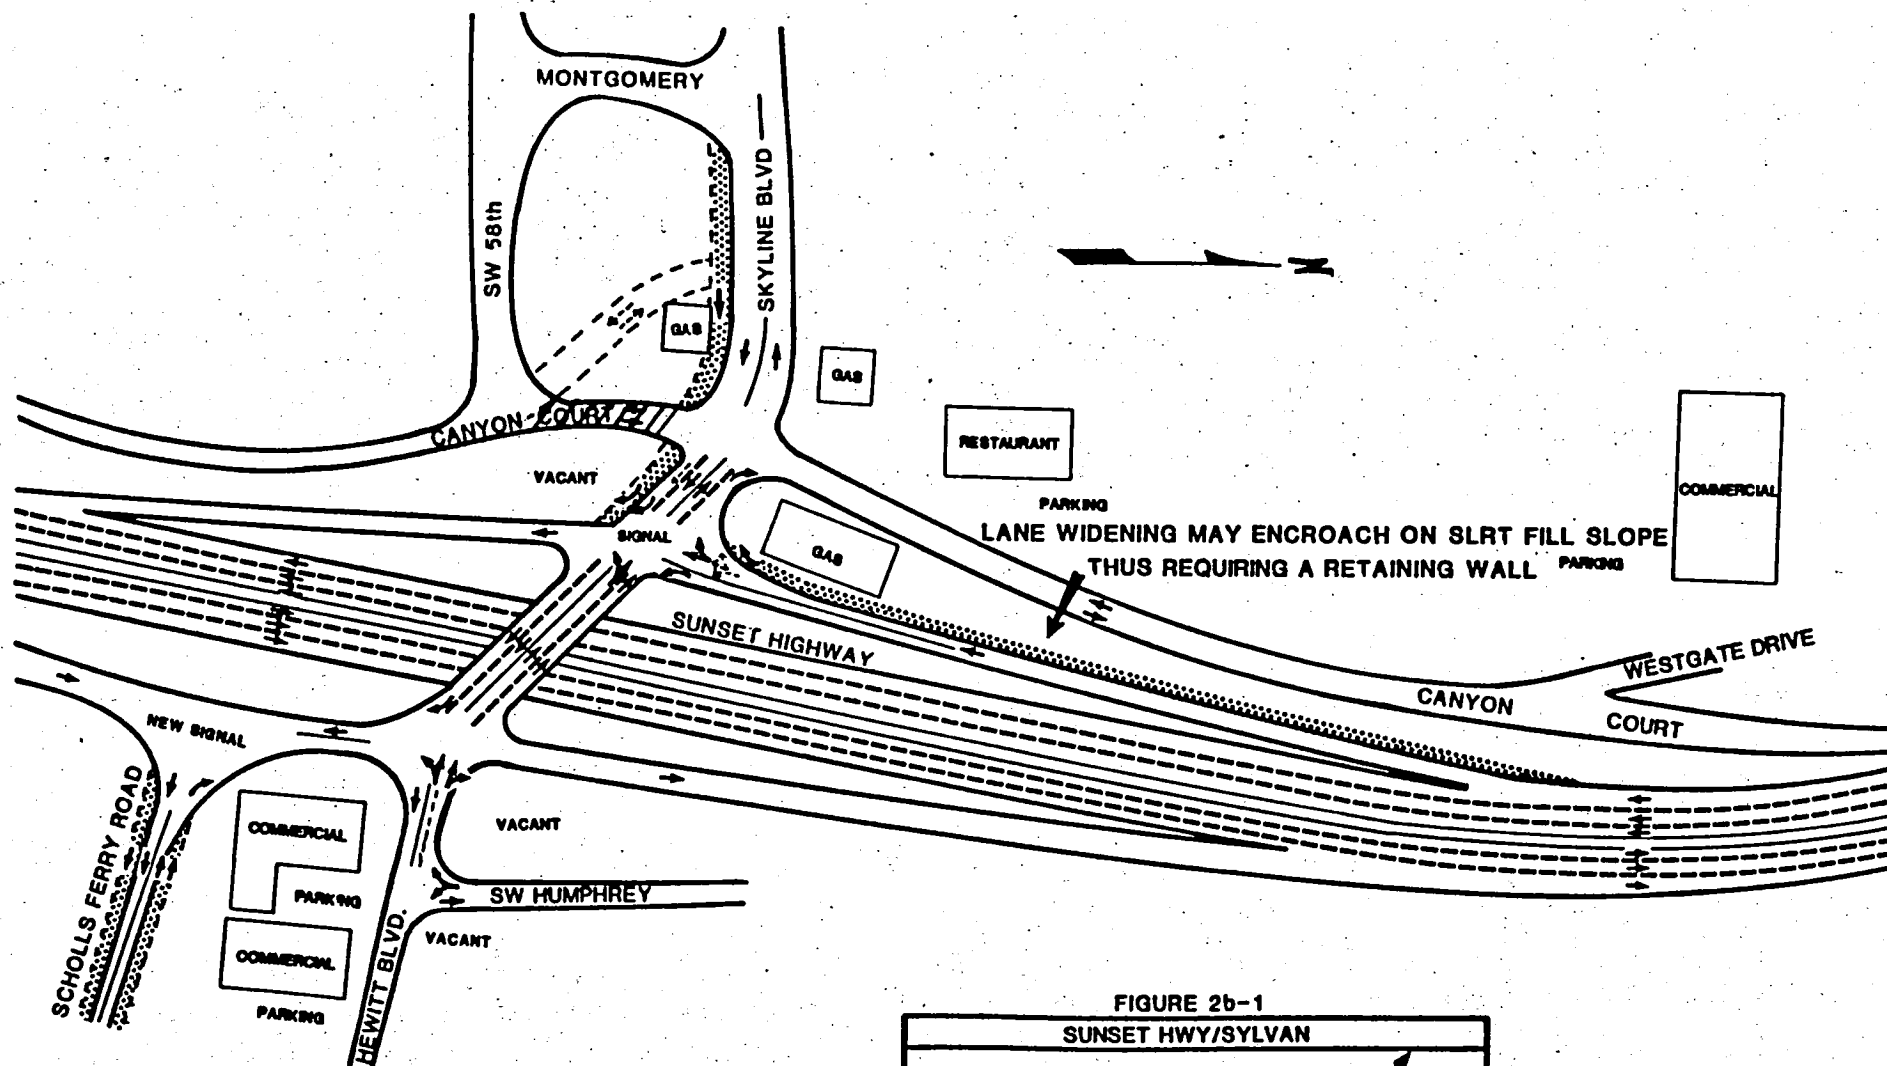 MONTGOMERY
SKYLINE BLVD
SW 58th
GAS
GAS
CANYON COURT
RESTAURANT
VACANT
COMMERCIAL
PARKING
SIGNAL
LANE WIDENING MAY ENCROACH ON SLRT FILL SLOPE
GAS
THUS REQUIRING A RETAINING WALL
PARKING
SUNSET HIGHWAY
WESTGATE DRIVE
CANYON
COURT
NEW SIGNAL
SCHOLLS FERRY ROAD
COMMERCIAL
VACANT
PARKING
SW HUMPHREY
HEWITT BLVD.
VACANT
COMMERCIAL
PARKING
FIGURE 2b-1
SUNSET HWY/SYLVAN